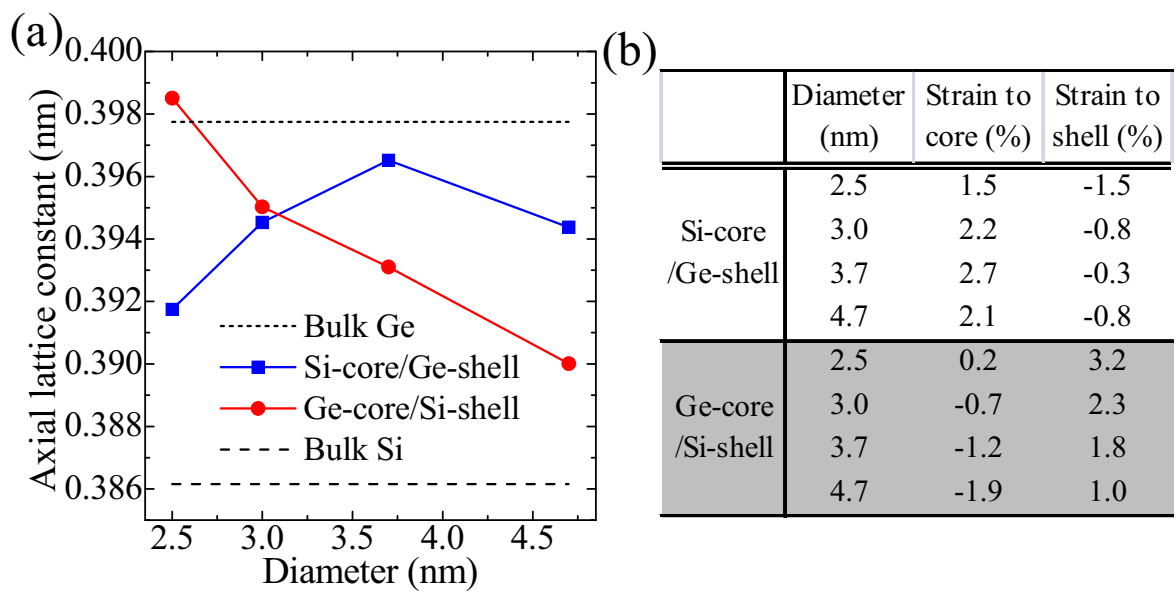 (a)
0.400
0.398
0.396
0.394
0.392
0.390
0.388
0.386
Axial lattice constant (nm)
Bulk Ge
Si-core/Ge-shell
Ge-core/Si-shell
Bulk Si
2.5 3.0 3.5 4.0 4.5
Diameter (nm)
(b)
Diameter Strain to Strain to
(nm) core (%) shell (%)
Si-core
/Ge-shell
2.5 1.5 -1.5
3.0 2.2 -0.8
3.7 2.7 -0.3
4.7 2.1 -0.8
Ge-core
/Si-shell
2.5 0.2 3.2
3.0 -0.7 2.3
3.7 -1.2 1.8
4.7 -1.9 1.0